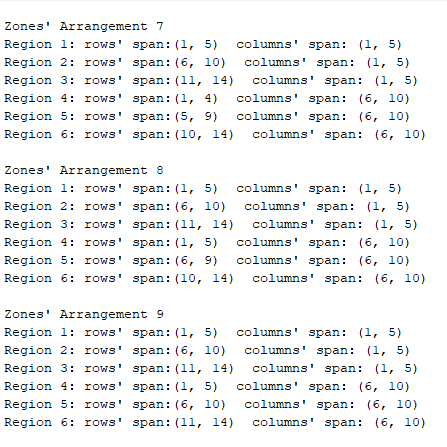 Zones' Arrangement 7
Region 1: rows' span:(1, 5)  columns' span: (1, 5)
Region 2: rows' span:(6, 10)  columns' span: (1, 5)
Region 3: rows' span:(11, 14)  columns' span: (1, 5)
Region 4: rows' span:(1, 4)  columns' span: (6, 10)
Region 5: rows' span:(5, 9)  columns' span: (6, 10)
Region 6: rows' span:(10, 14)  columns' span: (6, 10)
Zones' Arrangement 8
Region 1: rows' span:(1, 5)  columns' span: (1, 5)
Region 2: rows' span:(6, 10)  columns' span: (1, 5)
Region 3: rows' span:(11, 14)  columns' span: (1, 5)
Region 4: rows' span:(1, 5)  columns' span: (6, 10)
Region 5: rows' span:(6, 9)  columns' span: (6, 10)
Region 6: rows' span:(10, 14)  columns' span: (6, 10)
Zones' Arrangement 9
Region 1: rows' span:(1, 5)  columns' span: (1, 5)
Region 2: rows' span:(6, 10)  columns' span: (1, 5)
Region 3: rows' span:(11, 14)  columns' span: (1, 5)
Region 4: rows' span:(1, 5)  columns' span: (6, 10)
Region 5: rows' span:(6, 10)  columns' span: (6, 10)
Region 6: rows' span:(11, 14)  columns' span: (6, 10)